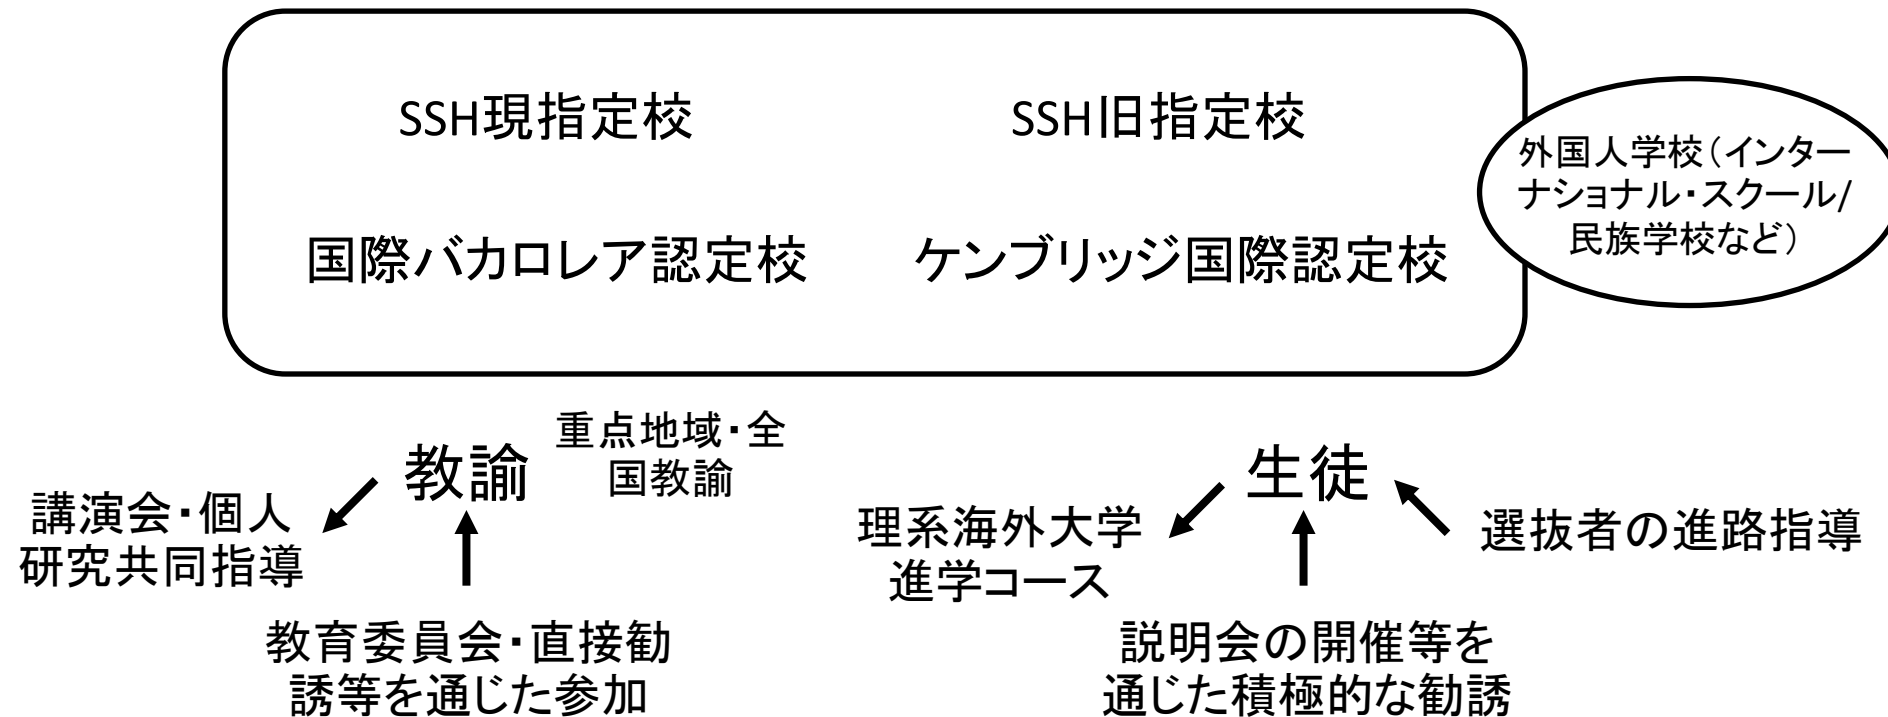 SSH現指定校
SSH旧指定校
国際バカロレア認定校
ケンブリッジ国際認定校
外国人学校(インター
ナショナル・スクール/
民族学校など)
教諭
重点地域・全
国教諭
講演会・個人
研究共同指導
教育委員会・直接勧
誘等を通じた参加
生徒
理系海外大学
進学コース
選抜者の進路指導
説明会の開催等を
通じた積極的な勧誘